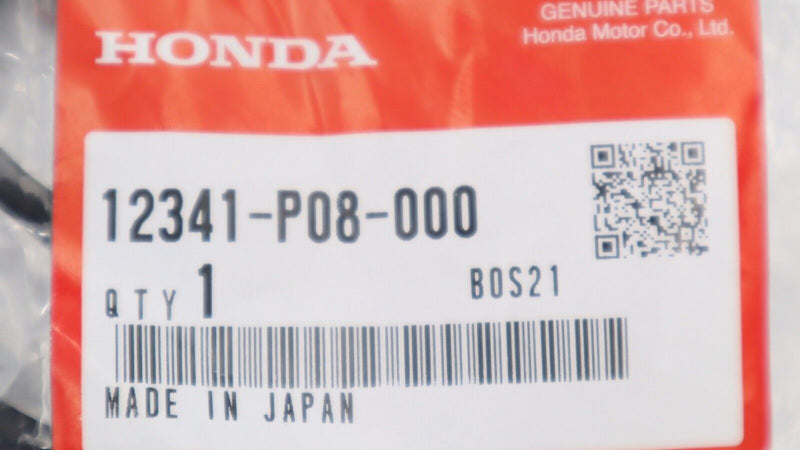 HONDA
GENUINE PARTS
Honda Motor Co., Ltd.
12341-P08-000
QTY 1
B0S21
MADE IN JAPAN